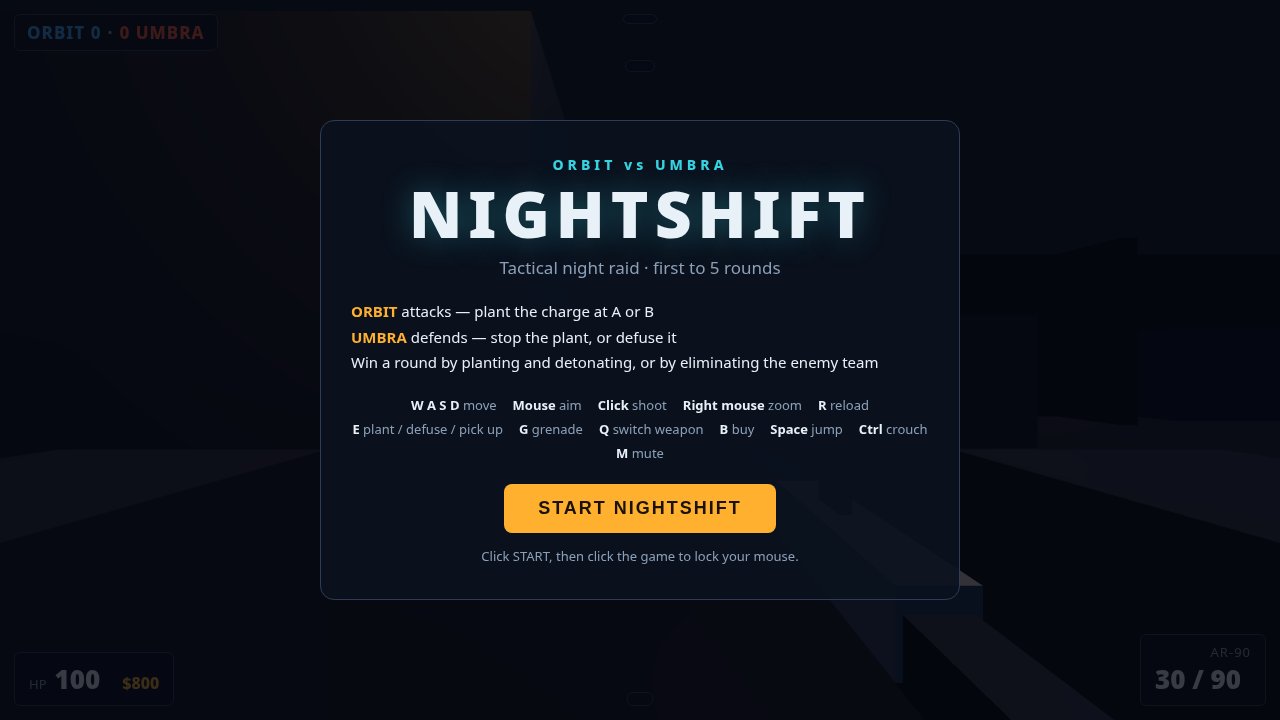 ORBIT 0 · 0 UMBRA
ORBIT vs UMBRA
NIGHTSHIFT
Tactical night raid · first to 5 rounds
ORBIT attacks — plant the charge at A or B
UMBRA defends — stop the plant, or defuse it
Win a round by planting and detonating, or by eliminating the enemy team
W A S D move Mouse aim Click shoot Right mouse zoom R reload
E plant / defuse / pick up G grenade Q switch weapon B buy Space jump Ctrl crouch
M mute
START NIGHTSHIFT
Click START, then click the game to lock your mouse.
HP 100 $800
AR-90
30 / 90